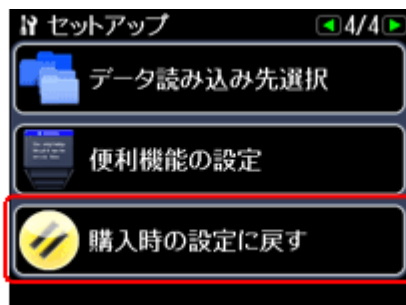 セットアップ
4/4
データ読み込み先選択
便利機能の設定
購入時の設定に戻す